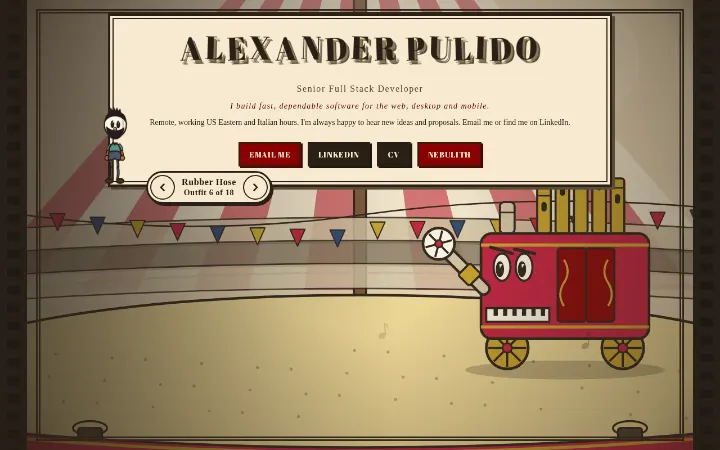 ALEXANDER PULIDO
Senior Full Stack Developer
I build fast, dependable software for the web, desktop and mobile.
Remote, working US Eastern and Italian hours. I'm always happy to hear new ideas and proposals. Email me or find me on LinkedIn.
EMAIL ME LINKEDIN CV NEBULITH
Rubber Hose
Outfit 6 of 18